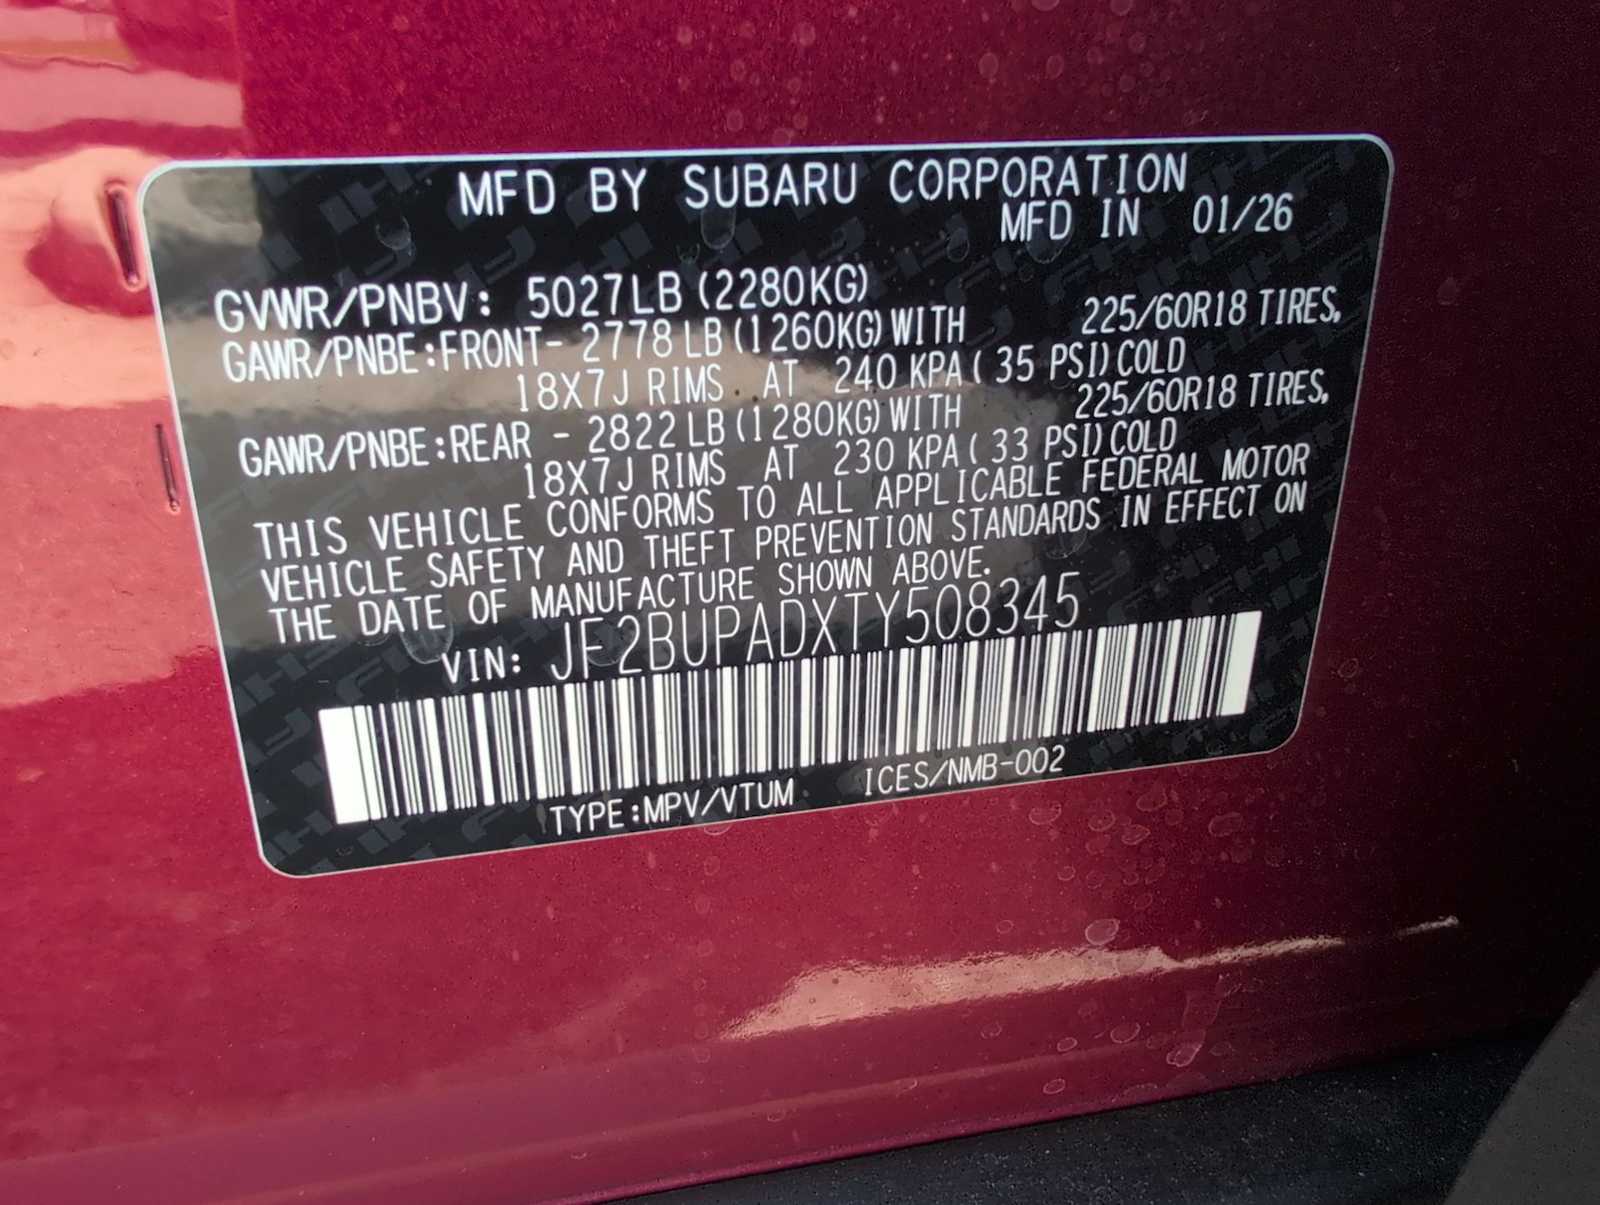 MFD BY SUBARU CORPORATION
MFD IN 01/26
GVWR/PNBV: 5027LB (2280KG)
GAWR/PNBE:FRONT- 2778 LB (1260KG) WITH 225/60R18 TIRES,
18X7J RIMS AT 240 KPA ( 35 PSI) COLD
GAWR/PNBE:REAR - 2822 LB (1280KG) WITH 225/60R18 TIRES,
18X7J RIMS AT 230 KPA ( 33 PSI) COLD
THIS VEHICLE CONFORMS TO ALL APPLICABLE FEDERAL MOTOR
VEHICLE SAFETY AND THEFT PREVENTION STANDARDS IN EFFECT ON
THE DATE OF MANUFACTURE SHOWN ABOVE.
VIN: JF2BUPADXTY508345
TYPE:MPV/VTUM ICES/NMB-002